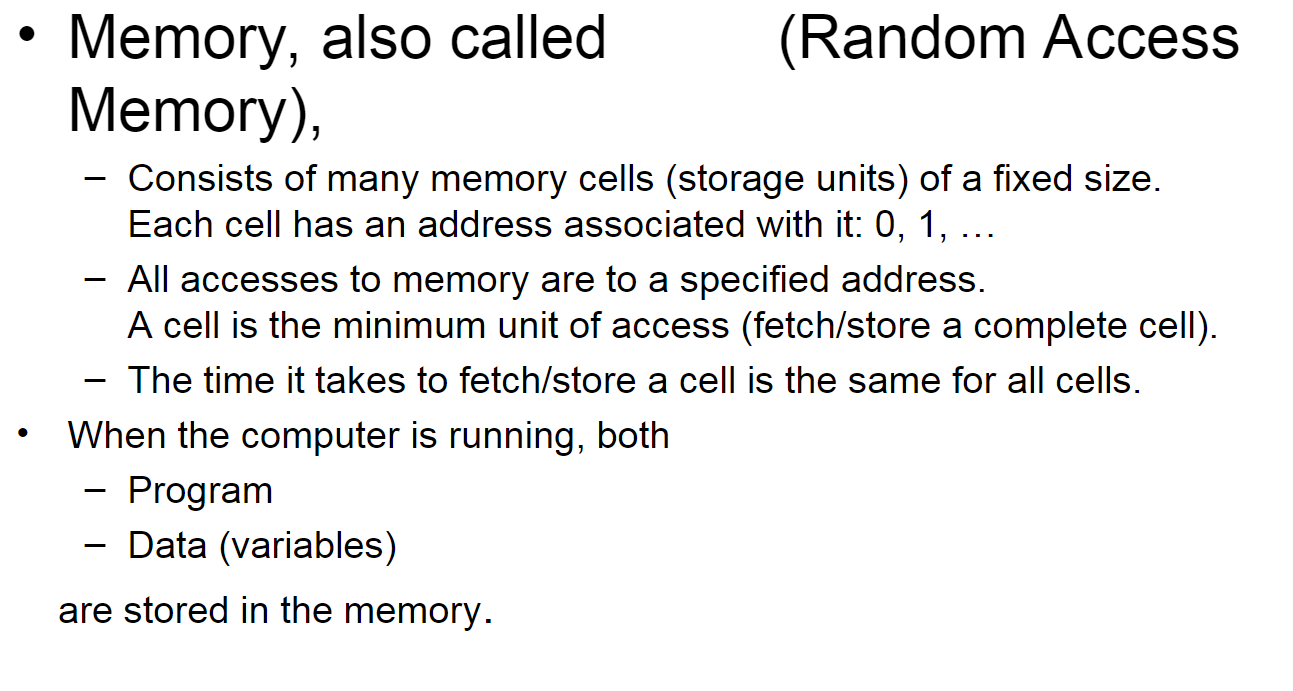 • Memory, also called (Random Access
Memory),
– Consists of many memory cells (storage units) of a fixed size.
Each cell has an address associated with it: 0, 1, …
– All accesses to memory are to a specified address.
A cell is the minimum unit of access (fetch/store a complete cell).
– The time it takes to fetch/store a cell is the same for all cells.
• When the computer is running, both
– Program
– Data (variables)
are stored in the memory.